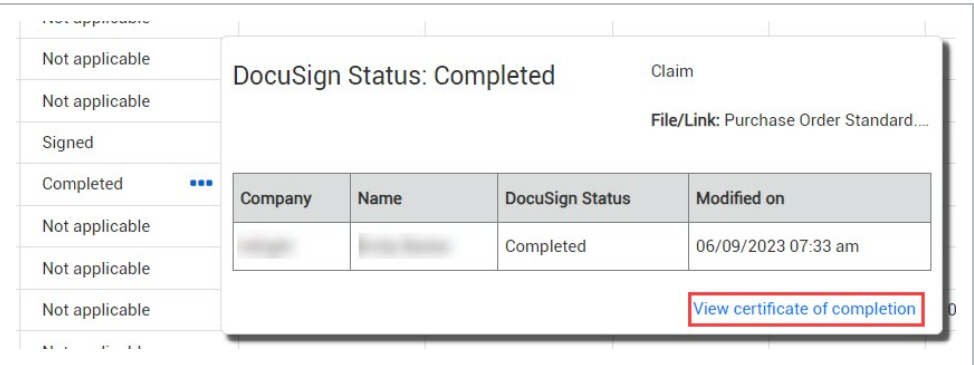 Not applicable
Not applicable
Signed
Completed
Not applicable
Not applicable
Not applicable
DocuSign Status: Completed
Claim
File/Link: Purchase Order Standard....
Company Name DocuSign Status Modified on
Completed 06/09/2023 07:33 am
View certificate of completion
0